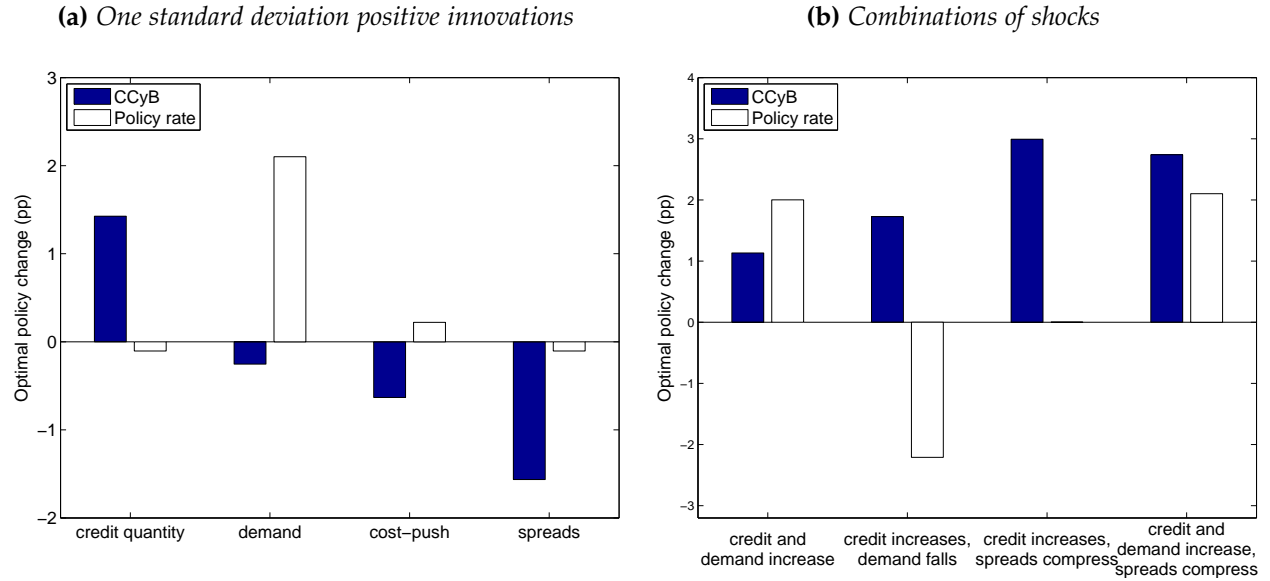 (a) One standard deviation positive innovations
3
2
1
0
−1
−2
Optimal policy change (pp)
CCyB
Policy rate
credit quantity
demand
cost−push
spreads
(b) Combinations of shocks
4
3
2
1
0
−1
−2
−3
Optimal policy change (pp)
CCyB
Policy rate
credit and
demand increase
credit increases,
demand falls
credit increases,
spreads compress
credit and
demand increase,
spreads compress